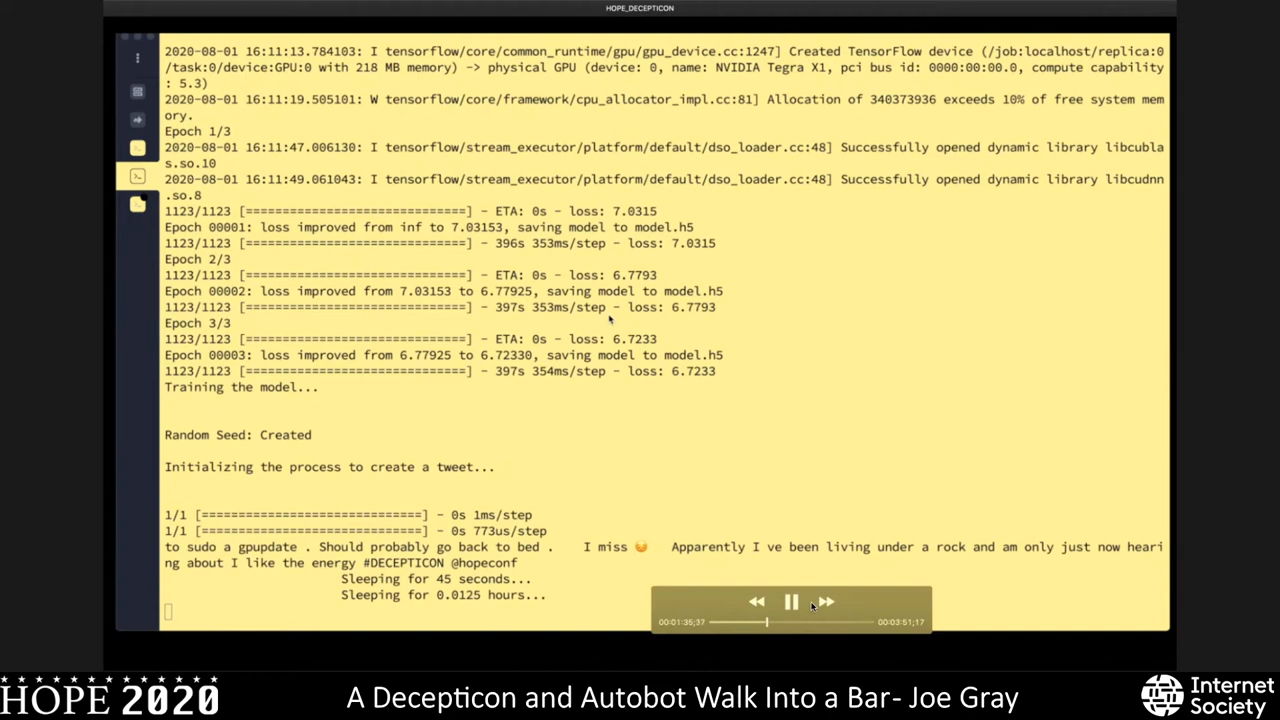 HOPE_DECEPTICON
2020-08-01 16:11:13.784103: I tensorflow/core/common_runtime/gpu/gpu_device.cc:1247] Created TensorFlow device (/job:localhost/replica:0
/task:0/device:GPU:0 with 218 MB memory) -> physical GPU (device: 0, name: NVIDIA Tegra X1, pci bus id: 0000:00:00.0, compute capability
: 5.3)
2020-08-01 16:11:19.505101: W tensorflow/core/framework/cpu_allocator_impl.cc:81] Allocation of 340373936 exceeds 10% of free system mem
ory.
Epoch 1/3
2020-08-01 16:11:47.006130: I tensorflow/stream_executor/platform/default/dso_loader.cc:48] Successfully opened dynamic library libcubla
s.so.10
2020-08-01 16:11:49.061043: I tensorflow/stream_executor/platform/default/dso_loader.cc:48] Successfully opened dynamic library libcudnn
.so.8
1123/1123 [==============================] - ETA: 0s - loss: 7.0315
Epoch 00001: loss improved from inf to 7.03153, saving model to model.h5
1123/1123 [==============================] - 396s 353ms/step - loss: 7.0315
Epoch 2/3
1123/1123 [==============================] - ETA: 0s - loss: 6.7793
Epoch 00002: loss improved from 7.03153 to 6.77925, saving model to model.h5
1123/1123 [==============================] - 397s 353ms/step - loss: 6.7793
Epoch 3/3
1123/1123 [==============================] - ETA: 0s - loss: 6.7233
Epoch 00003: loss improved from 6.77925 to 6.72330, saving model to model.h5
1123/1123 [==============================] - 397s 354ms/step - loss: 6.7233
Training the model...
Random Seed: Created
Initializing the process to create a tweet...
1/1 [==============================] - 0s 1ms/step
1/1 [==============================] - 0s 773us/step
to sudo a gpupdate . Should probably go back to bed . I miss 😔 Apparently I ve been living under a rock and am only just now heari
ng about I like the energy #DECEPTICON @hopeconf
Sleeping for 45 seconds...
Sleeping for 0.0125 hours...
00:01:35;37 00:03:51;17
HOPE 2020
A Decepticon and Autobot Walk Into a Bar- Joe Gray
Internet
Society